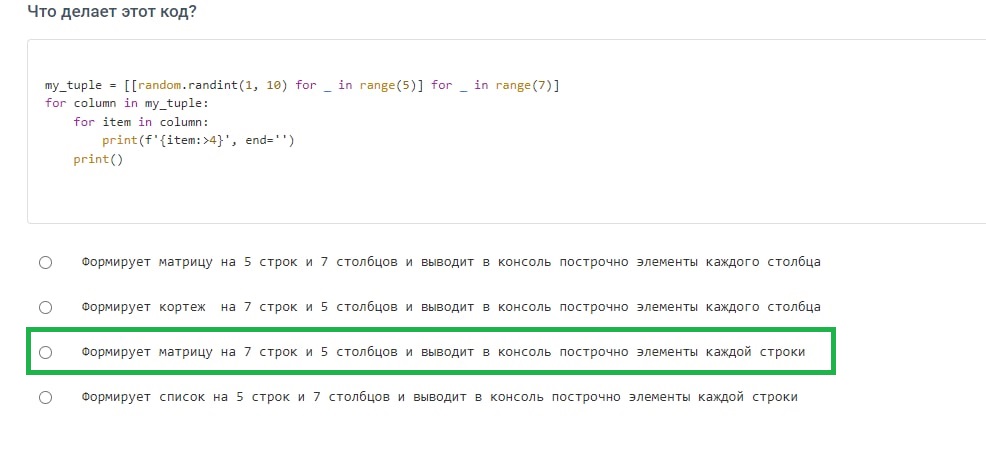 Что делает этот код?
my_tuple = [[random.randint(1, 10) for _ in range(5)] for _ in range(7)]
for column in my_tuple:
    for item in column:
        print(f'{item:>4}', end='')
    print()
Формирует матрицу на 5 строк и 7 столбцов и выводит в консоль построчно элементы каждого столбца
Формирует кортеж  на 7 строк и 5 столбцов и выводит в консоль построчно элементы каждого столбца
Формирует матрицу на 7 строк и 5 столбцов и выводит в консоль построчно элементы каждой строки
Формирует список на 5 строк и 7 столбцов и выводит в консоль построчно элементы каждой строки